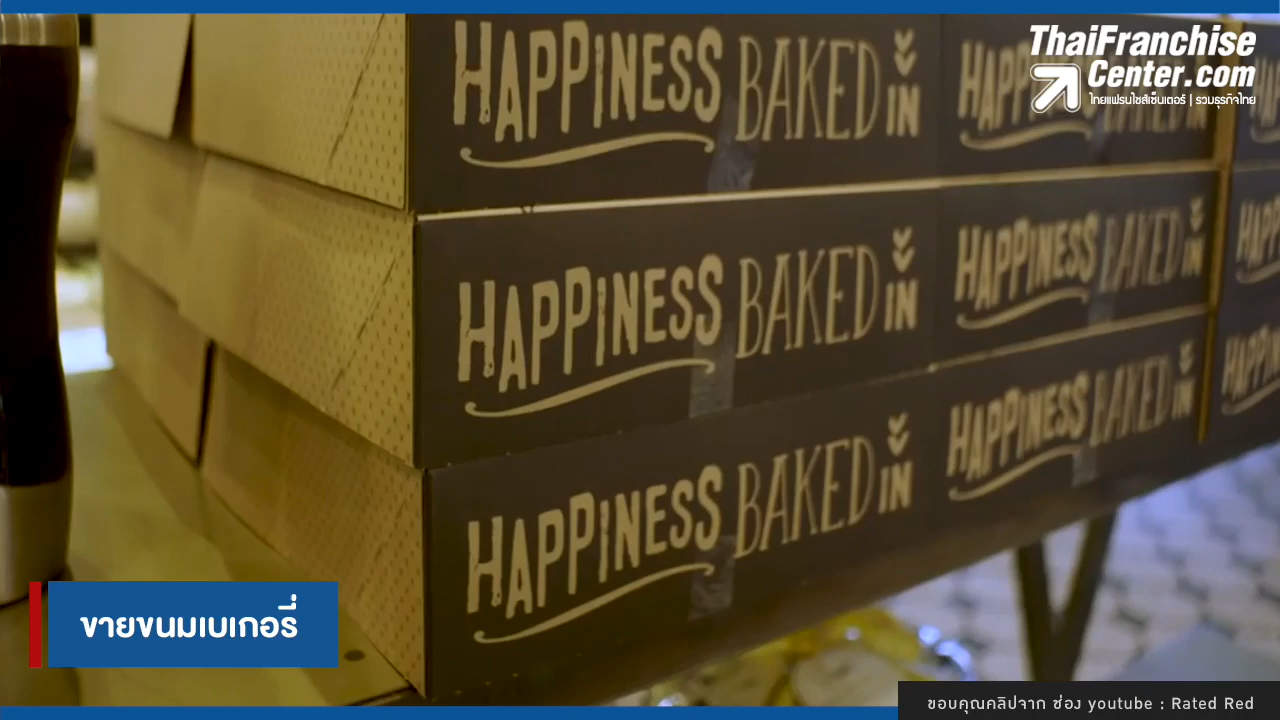 HAPPINESS BAKED IN
HAPPINESS BAKED IN
ThaiFranchise
Center.com
ไทยแฟรนไชส์เซ็นเตอร์ | รวมธุรกิจไทย
HAPPINESS BAKED IN
HAPPINESS BAKED IN
HAPPINESS BAKED IN
HAPPINESS BAKED IN
ขายขนมเบเกอรี่
ขอบคุณคลิปจาก ช่อง youtube : Rated Red